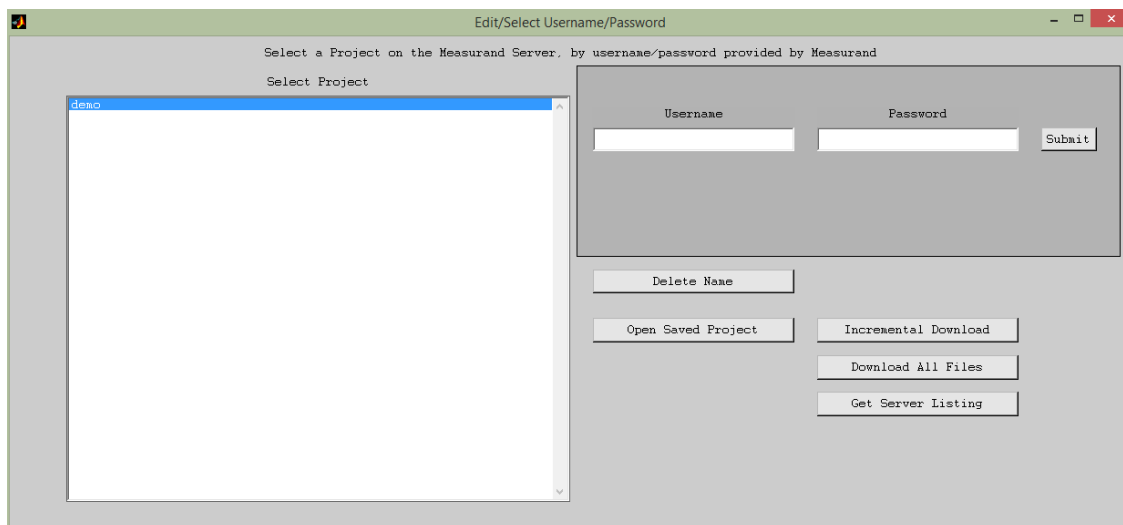 Edit/Select Username/Password
Select a Project on the Measurand Server, by username/password provided by Measurand
Select Project
demo
Username
Password
Submit
Delete Name
Open Saved Project
Incremental Download
Download All Files
Get Server Listing